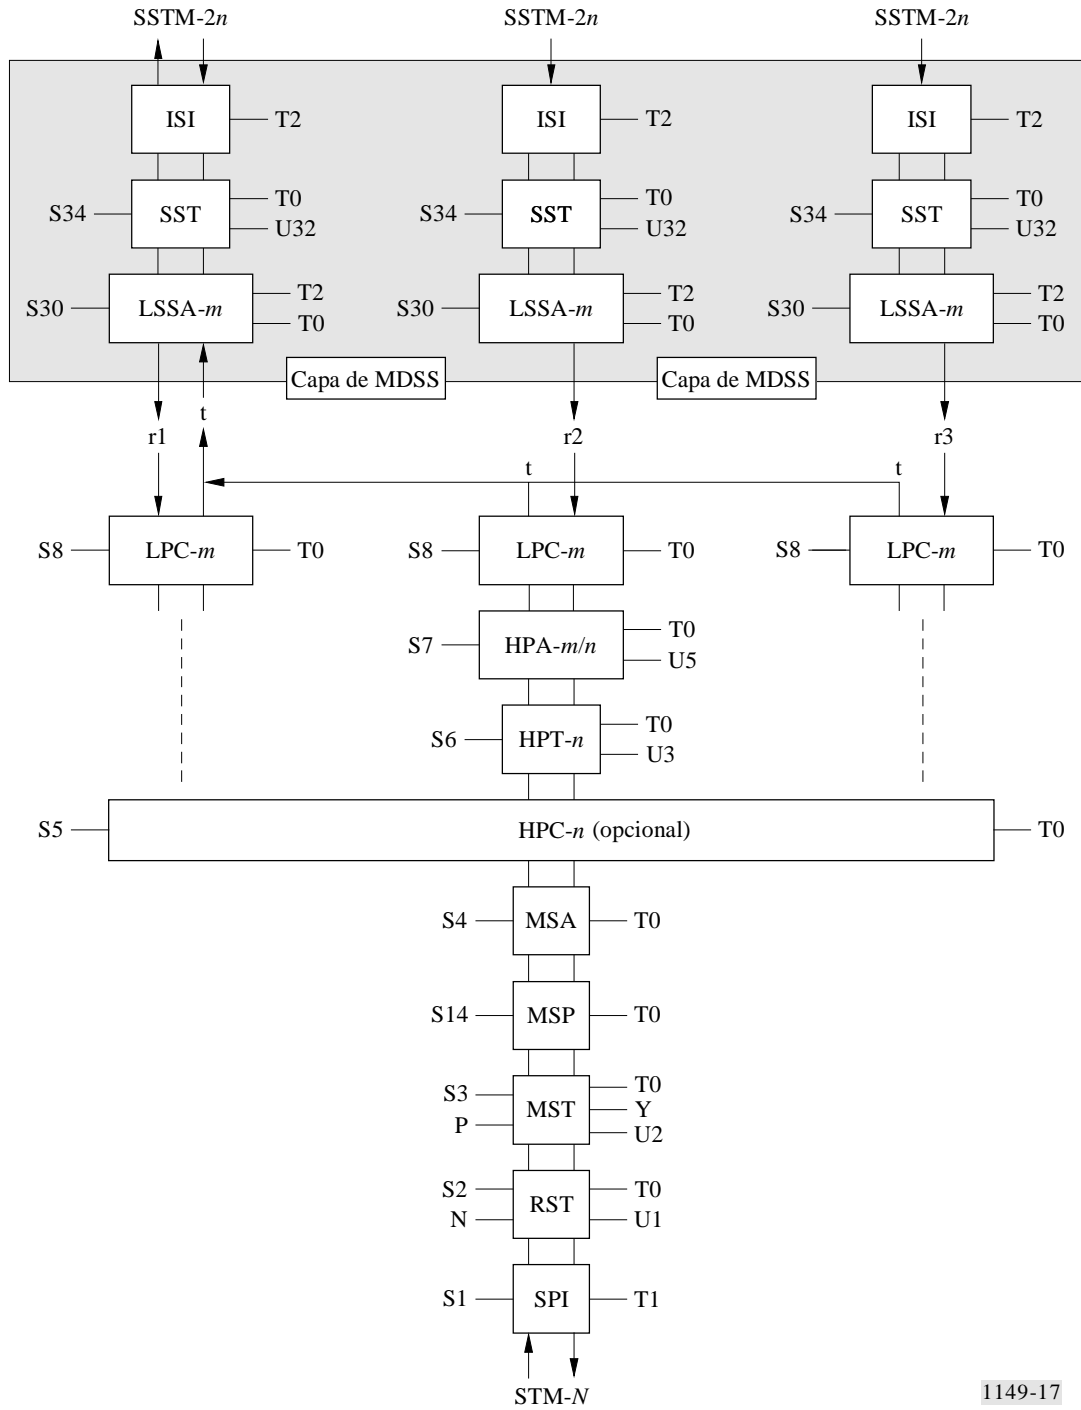 SSTM-2n SSTM-2n SSTM-2n
ISI T2 ISI T2 ISI T2
T0 T0 T0
S34 SST S34 SST S34 SST
U32 U32 U32
T2 T2 T2
S30 LSSA-m S30 LSSA-m S30 LSSA-m
T0 T0 T0
Capa de MDSS Capa de MDSS
t
r1 r2 r3
t t
S8 LPC-m T0 S8 LPC-m T0 S8 LPC-m T0
T0
S7 HPA-m/n
U5
T0
S6 HPT-n
U3
S5 HPC-n (opcional) T0
S4 MSA T0
S14 MSP T0
T0
S3
MST Y
P
U2
S2 T0
RST
N U1
S1 SPI T1
STM-N
1149-17